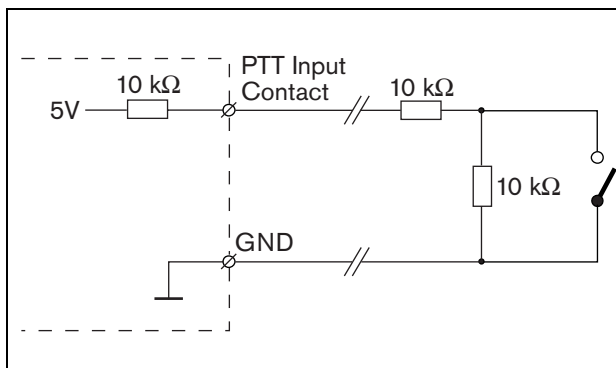 PTT Input
Contact
10 kΩ
5V
10 kΩ
10 kΩ
GND